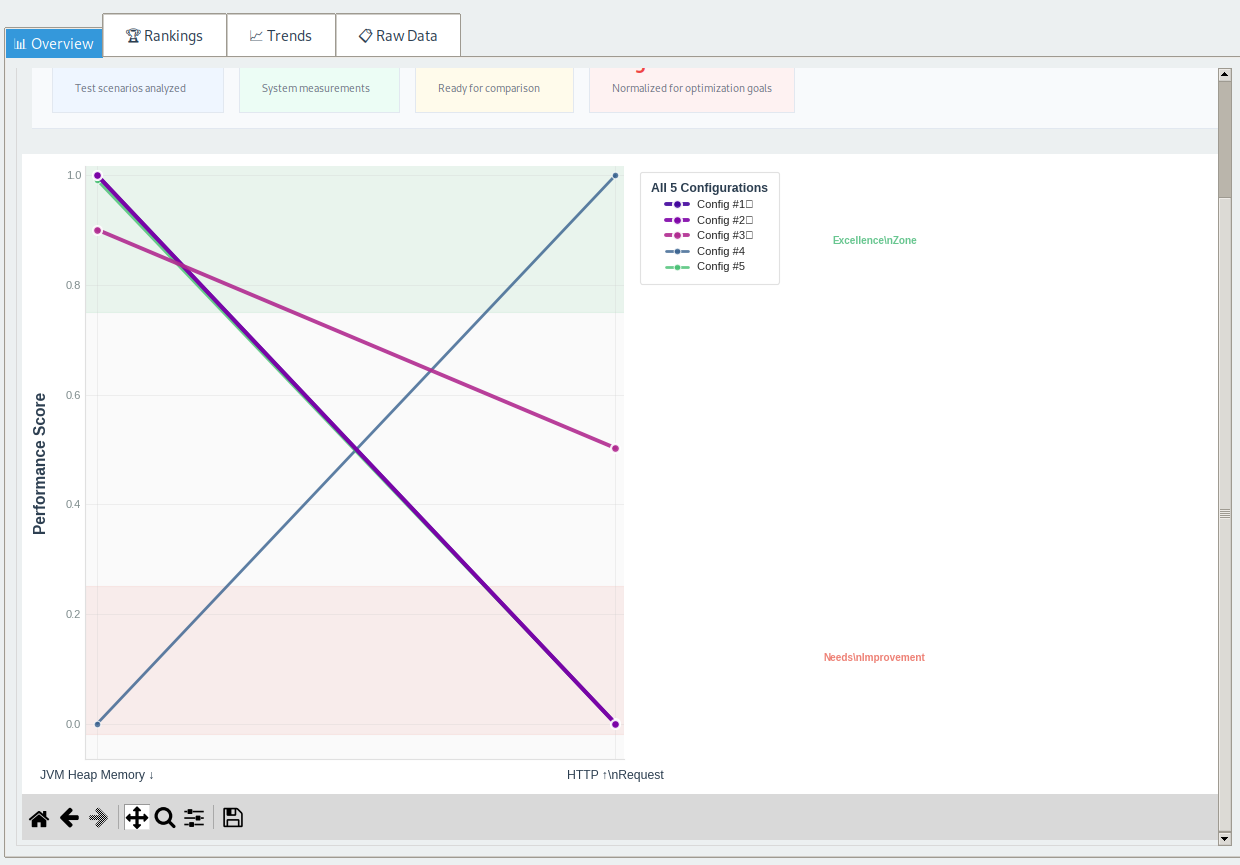 Overview
Rankings
Trends
Raw Data
Test scenarios analyzed
System measurements
Ready for comparison
Normalized for optimization goals
Performance Score
1.0
0.8
0.6
0.4
0.2
0.0
JVM Heap Memory ↓
HTTP ↑\nRequest
All 5 Configurations
Config #1□
Config #2□
Config #3□
Config #4
Config #5
Excellence\nZone
Needs\nImprovement